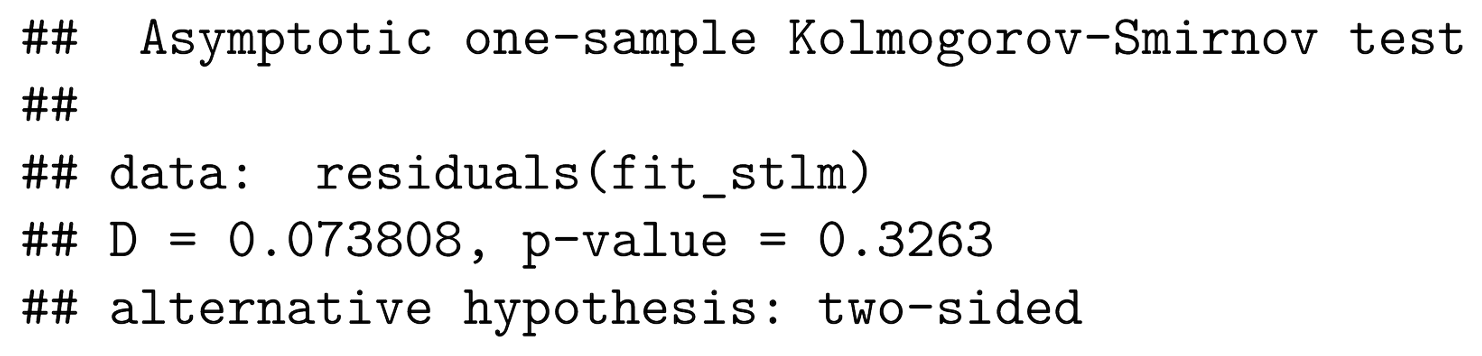 ##  Asymptotic one-sample Kolmogorov-Smirnov test
##
## data:  residuals(fit_stlm)
## D = 0.073808, p-value = 0.3263
## alternative hypothesis: two-sided